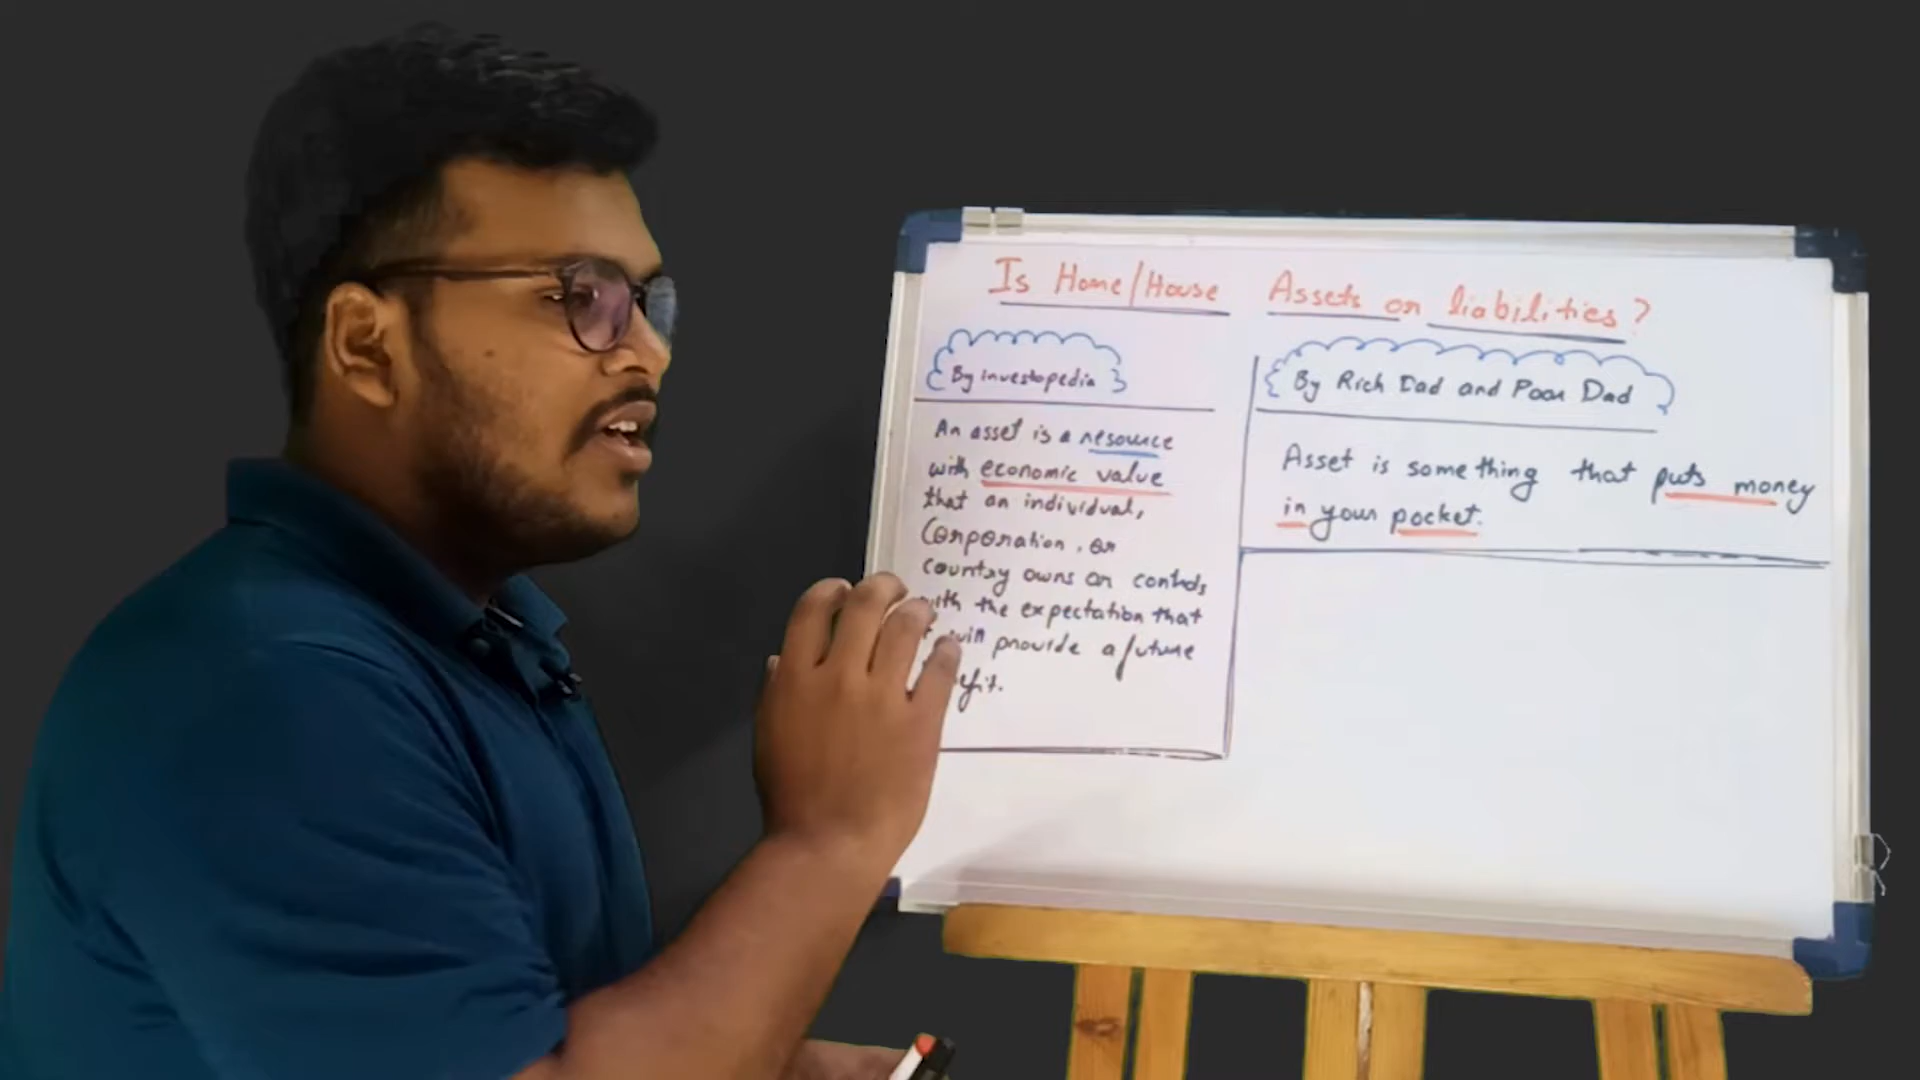 Is Home/House Assets or liabilities?
By Investopedia
An asset is a resource
with economic value
that an individual,
Corporation, or
country owns or controls
with the expectation that
will provide a future
By Rich Dad and Poor Dad
Asset is something that puts money
in your pocket.